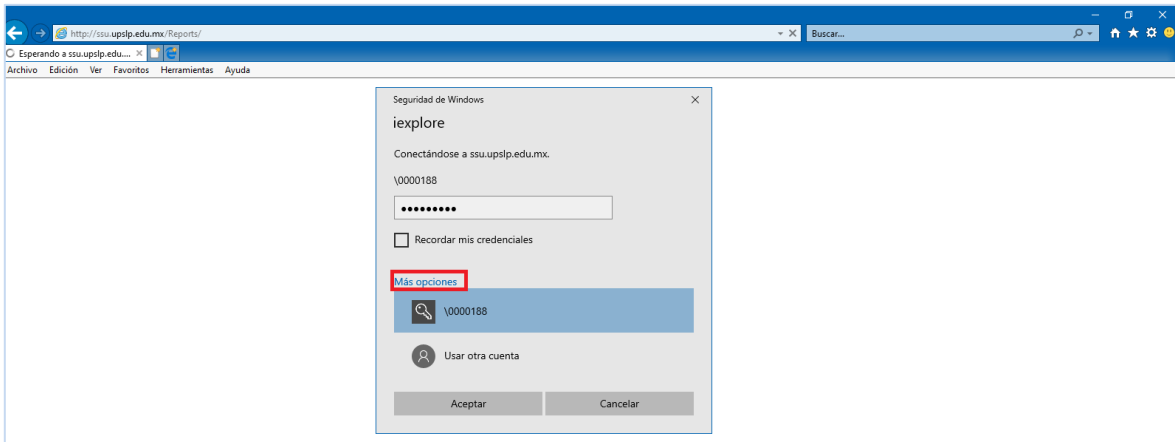 http://ssu.upslp.edu.mx/Reports/
Buscar...
Esperando a ssu.upslp.edu....
Archivo Edición Ver Favoritos Herramientas Ayuda
Seguridad de Windows
iexplore
Conectándose a ssu.upslp.edu.mx.
\0000188
•••••••••
Recordar mis credenciales
Más opciones
\0000188
Usar otra cuenta
Aceptar Cancelar